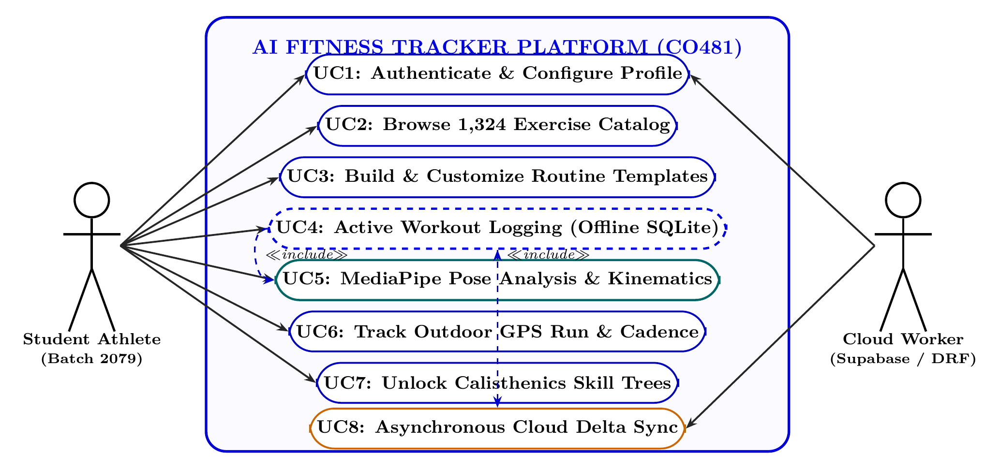 AI FITNESS TRACKER PLATFORM (CO481)
UC1: Authenticate & Configure Profile
UC2: Browse 1,324 Exercise Catalog
UC3: Build & Customize Routine Templates
UC4: Active Workout Logging (Offline SQLite)
≪include≫ ≪include≫
UC5: MediaPipe Pose Analysis & Kinematics
UC6: Track Outdoor GPS Run & Cadence
UC7: Unlock Calisthenics Skill Trees
UC8: Asynchronous Cloud Delta Sync
Student Athlete
(Batch 2079)
Cloud Worker
(Supabase / DRF)